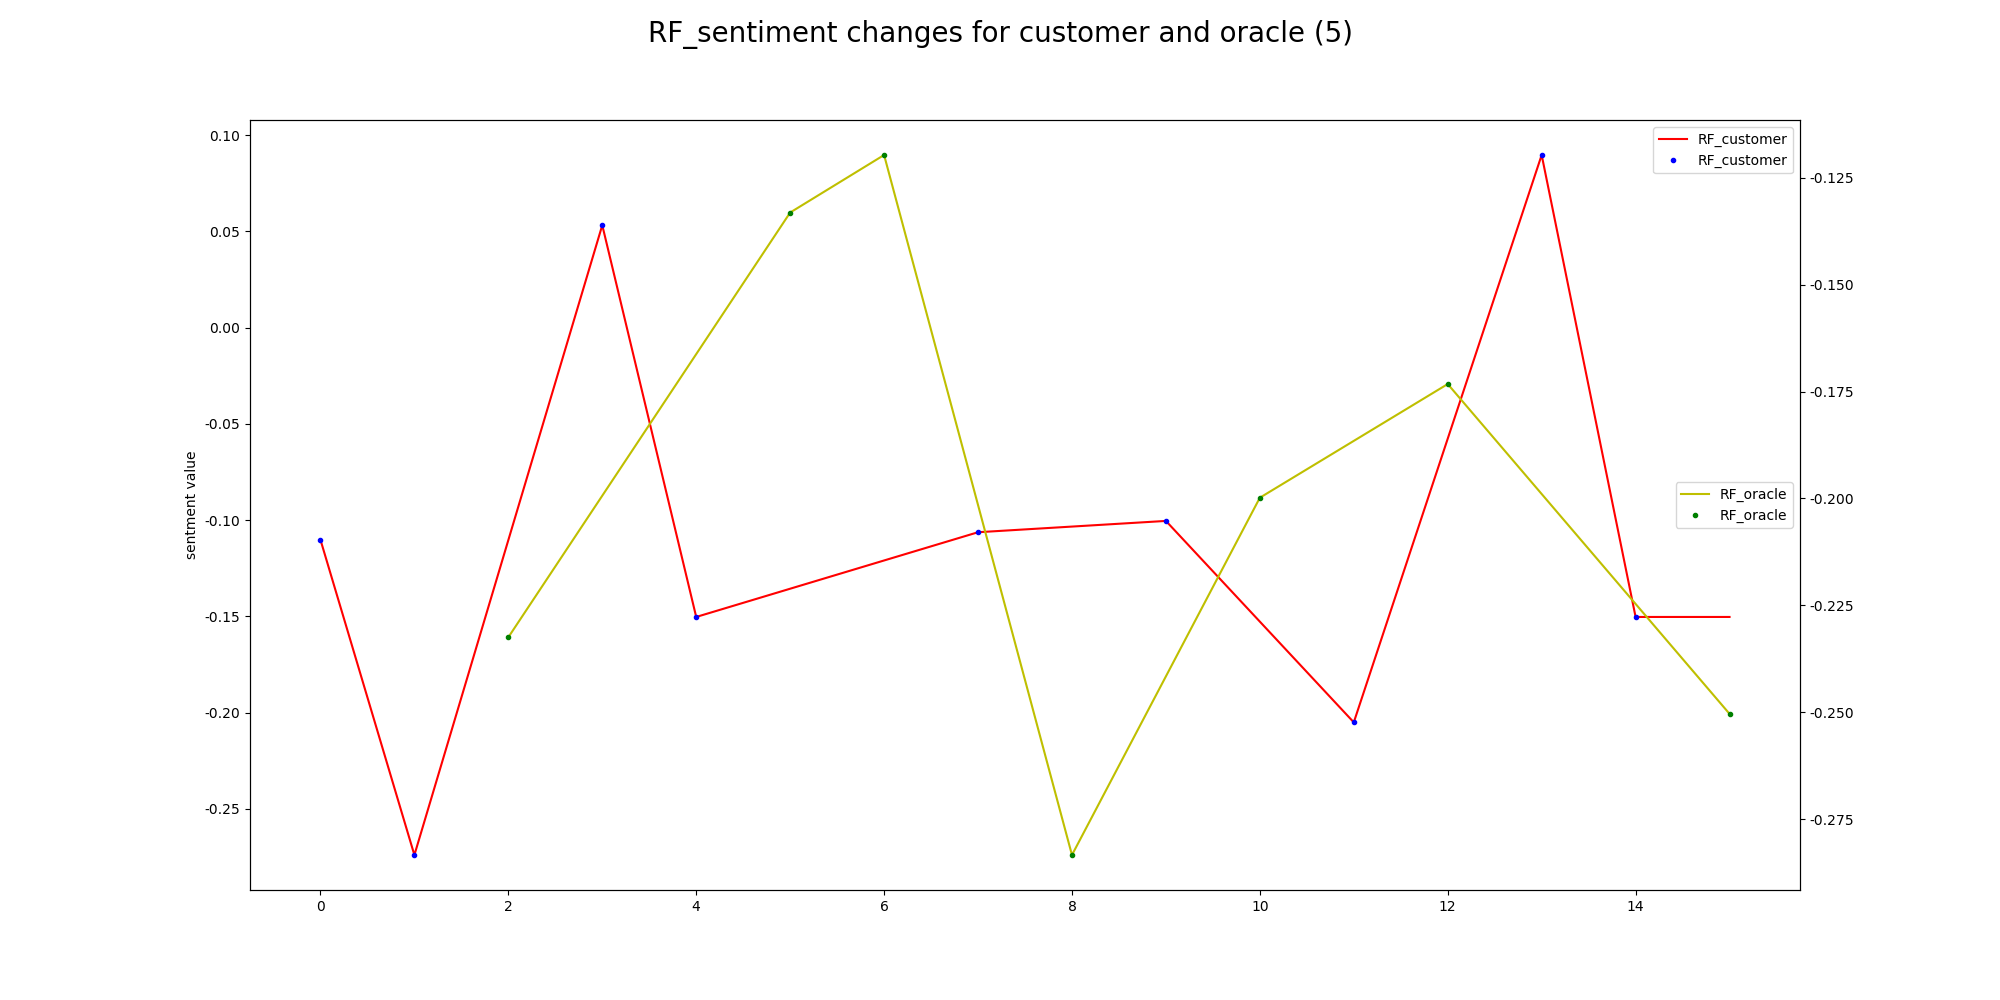 RF_sentiment changes for customer and oracle (5)
0.10
0.05
0.00
-0.05
-0.10
-0.15
-0.20
-0.25
sentment value
RF_customer
RF_customer
-0.125
-0.150
-0.175
-0.200
-0.225
-0.250
-0.275
RF_oracle
RF_oracle
0 2 4 6 8 10 12 14